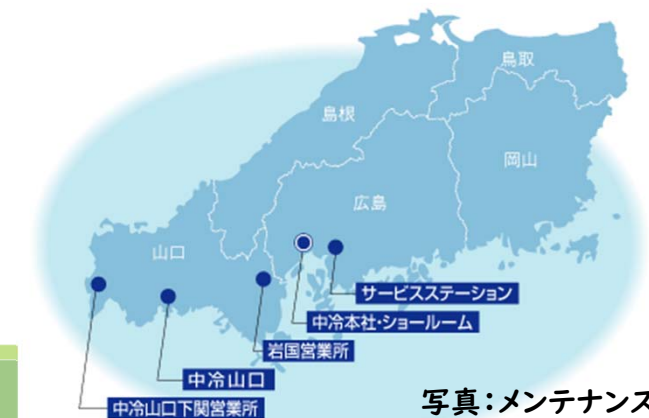 鳥取
島根
岡山
広島
山口
サービスステーション
中冷本社・ショールーム
岩国営業所
中冷山口
中冷山口下関営業所
写真：メンテナンス